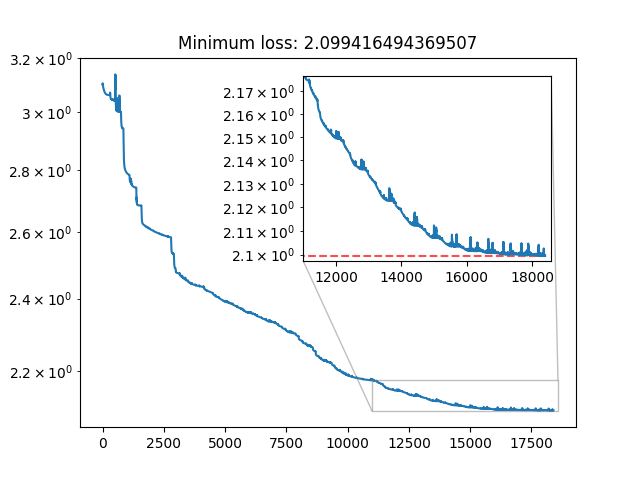 Minimum loss: 2.099416494369507
3.2 × 10⁰
3 × 10⁰
2.8 × 10⁰
2.6 × 10⁰
2.4 × 10⁰
2.2 × 10⁰
0 2500 5000 7500 10000 12500 15000 17500
2.17 × 10⁰
2.16 × 10⁰
2.15 × 10⁰
2.14 × 10⁰
2.13 × 10⁰
2.12 × 10⁰
2.11 × 10⁰
2.1 × 10⁰
12000 14000 16000 18000